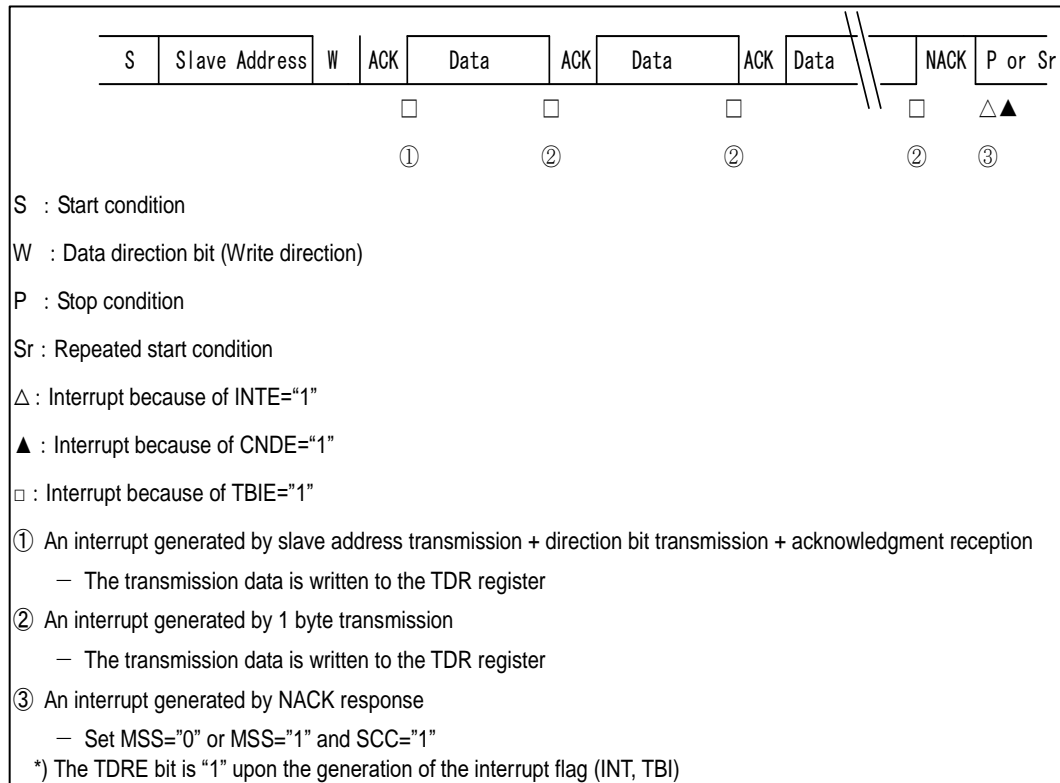 S Slave Address W ACK Data ACK Data ACK Data NACK P or Sr
□ □ □ □ △▲
① ② ② ② ③
S : Start condition
W : Data direction bit (Write direction)
P : Stop condition
Sr : Repeated start condition
△ : Interrupt because of INTE=“1”
▲ : Interrupt because of CNDE=“1”
□ : Interrupt because of TBIE=”1”
① An interrupt generated by slave address transmission + direction bit transmission + acknowledgment reception
－ The transmission data is written to the TDR register
② An interrupt generated by 1 byte transmission
－ The transmission data is written to the TDR register
③ An interrupt generated by NACK response
－ Set MSS=”0” or MSS=”1” and SCC=”1”
*) The TDRE bit is “1” upon the generation of the interrupt flag (INT, TBI)